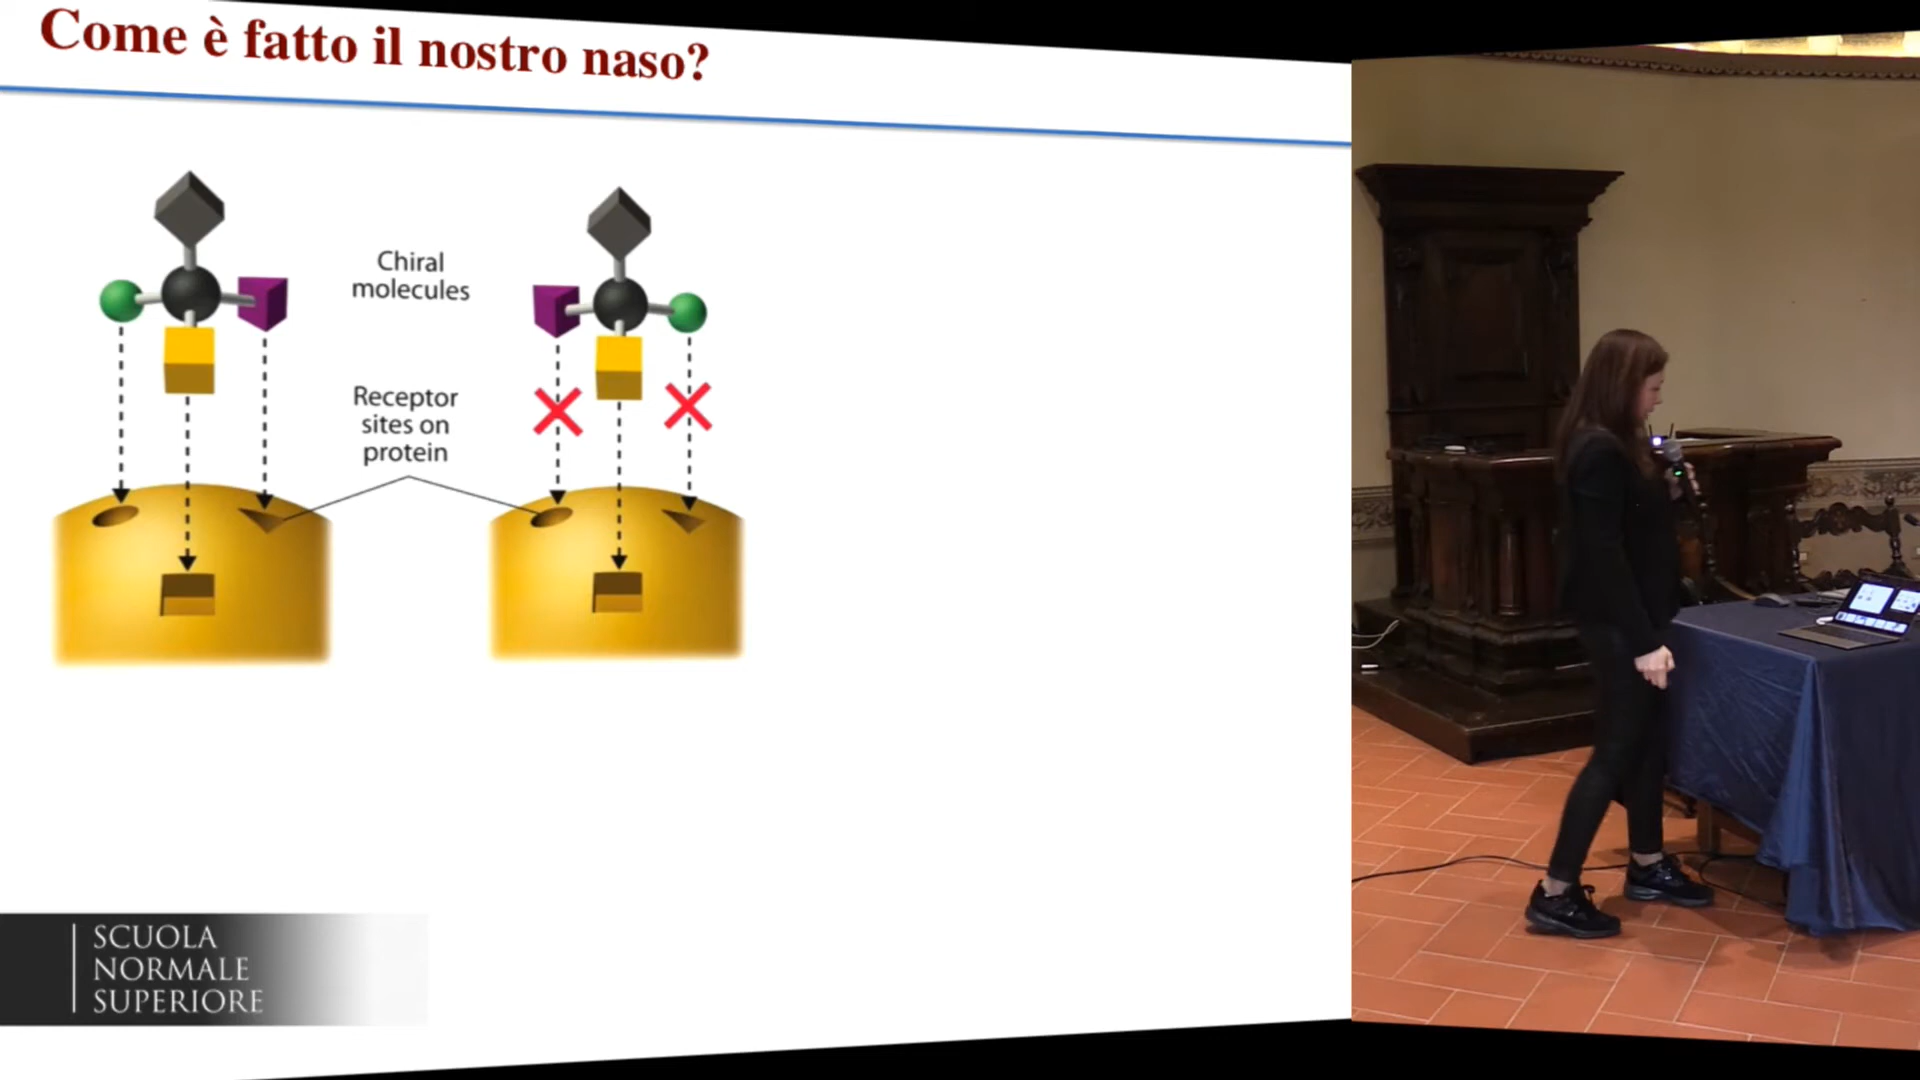 Come è fatto il nostro naso?
Chiral
molecules
Receptor
sites on
protein
SCUOLA
NORMALE
SUPERIORE